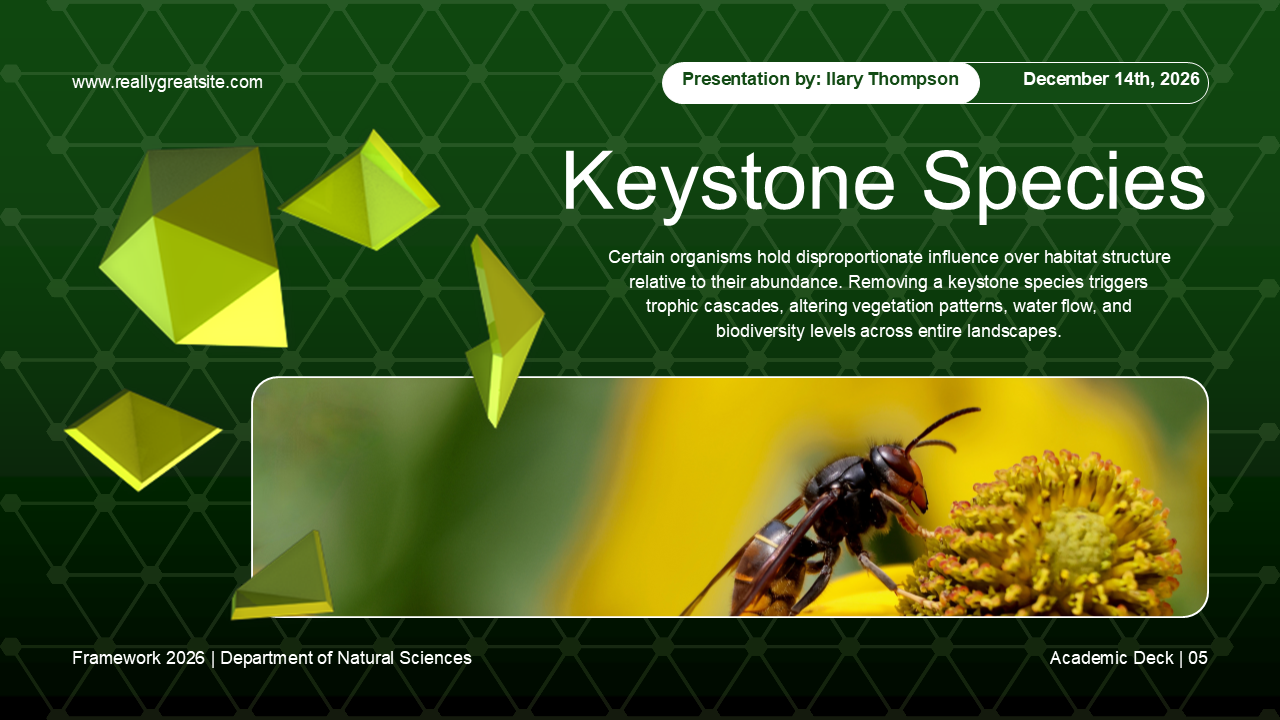 www.reallygreatsite.com
Presentation by: Ilary Thompson
December 14th, 2026
Keystone Species
Certain organisms hold disproportionate influence over habitat structure
relative to their abundance. Removing a keystone species triggers
trophic cascades, altering vegetation patterns, water flow, and
biodiversity levels across entire landscapes.
Framework 2026 | Department of Natural Sciences
Academic Deck | 05